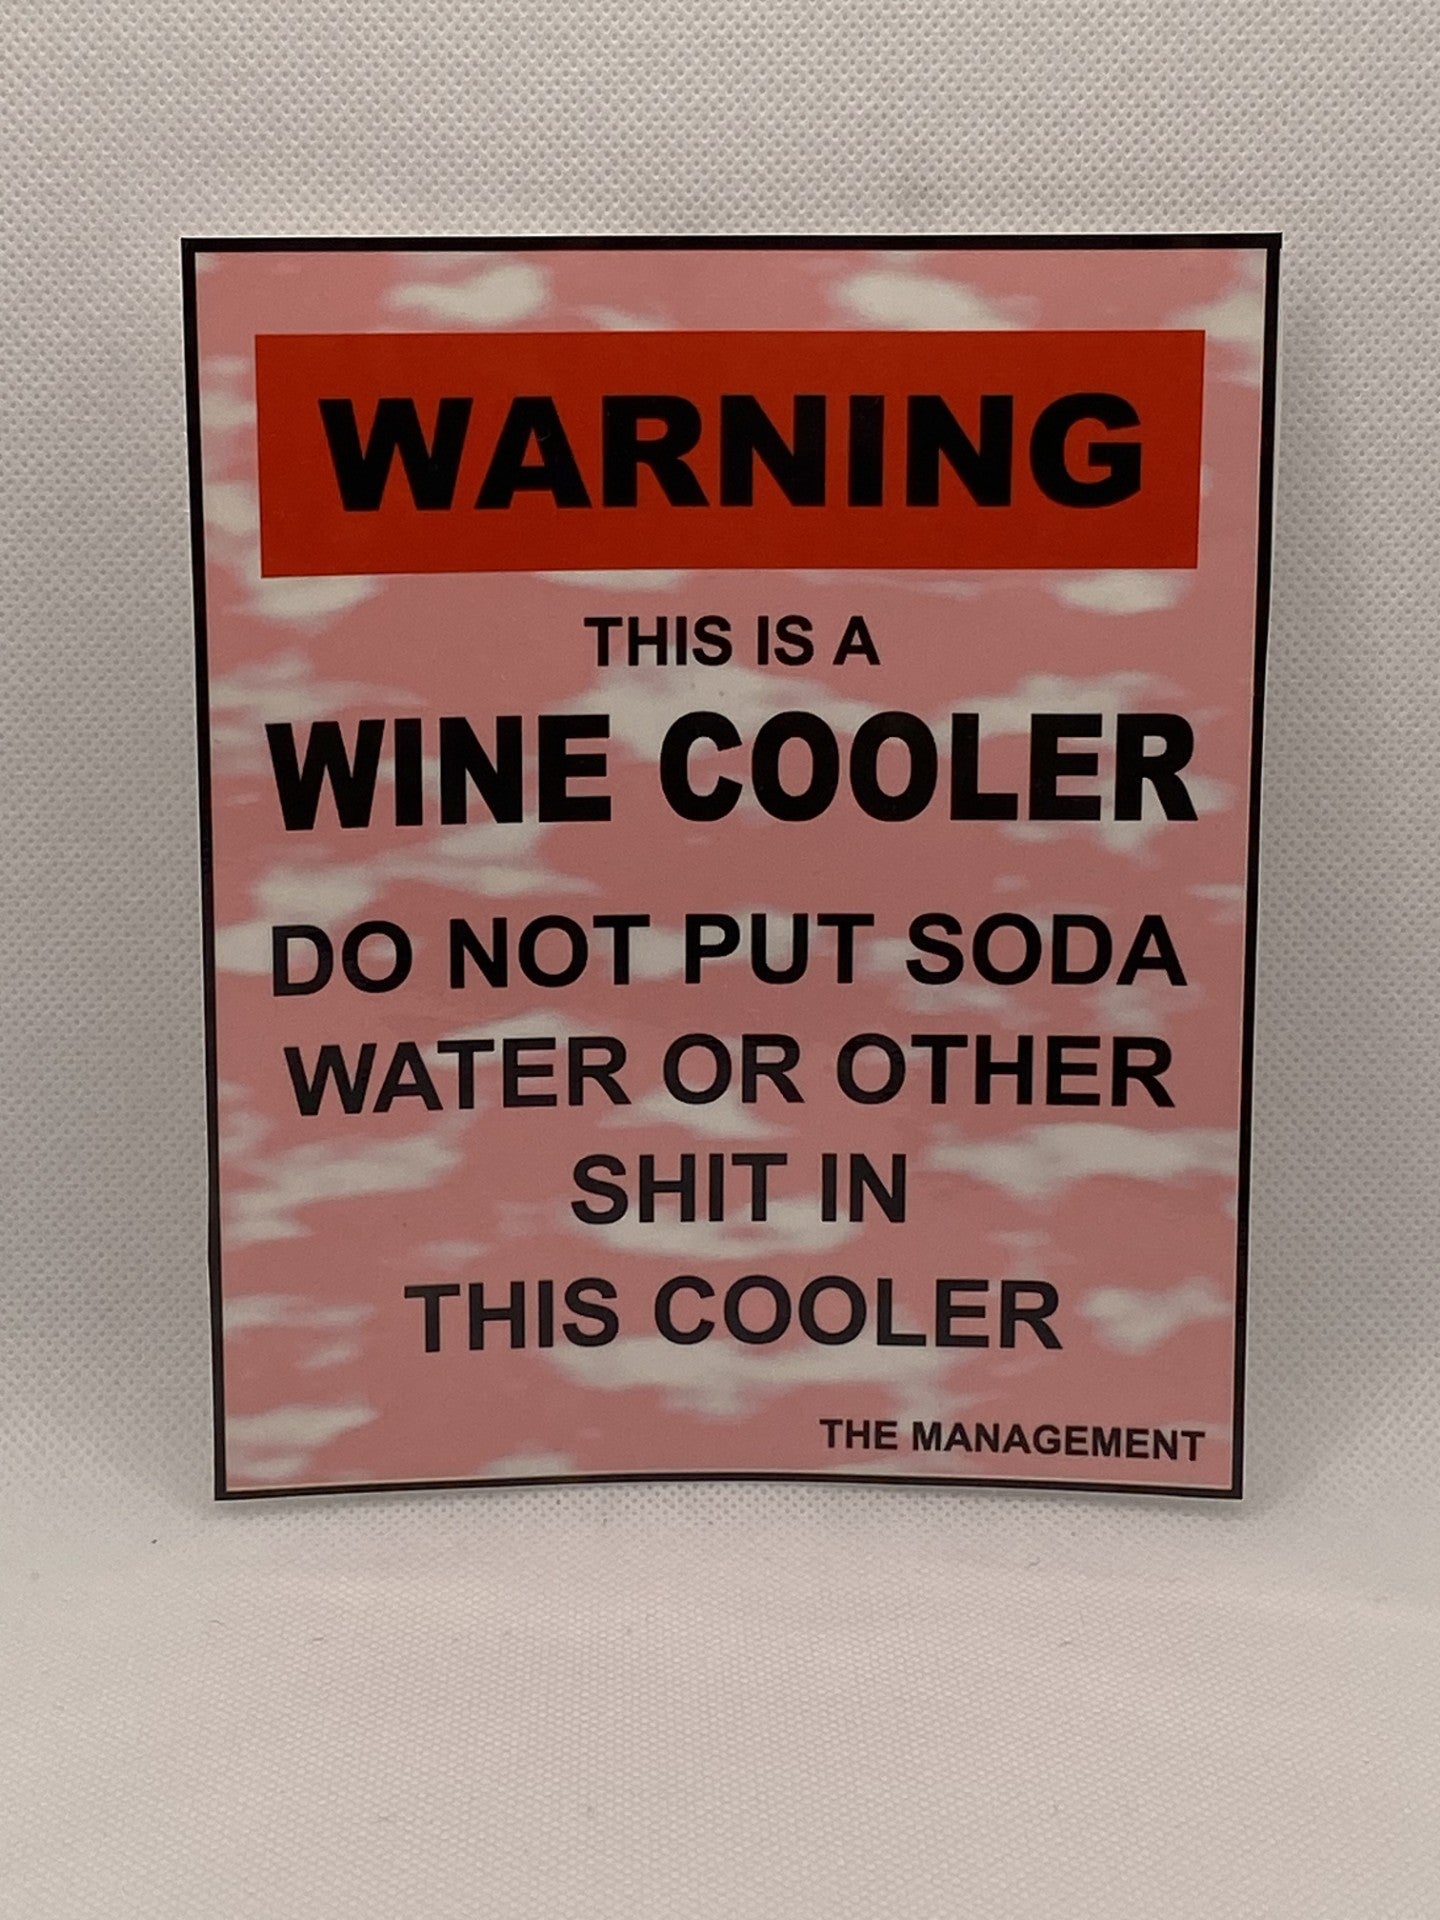 WARNING
THIS IS A
WINE COOLER
DO NOT PUT SODA
WATER OR OTHER
SHIT IN
THIS COOLER
THE MANAGEMENT